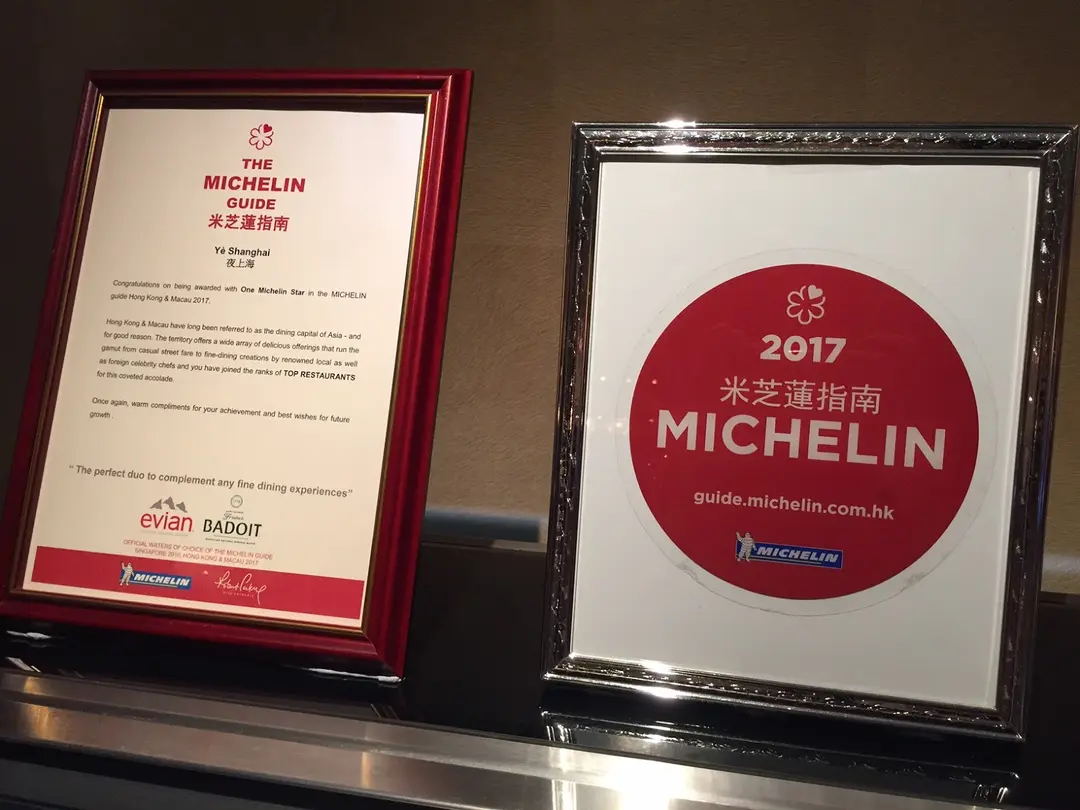 THE
MICHELIN
GUIDE
米芝蓮指南
Yè Shanghai
夜上海
Congratulations on being awarded with One Michelin Star in the MICHELIN
guide Hong Kong & Macau 2017.
Hong Kong & Macau have long been referred to as the dining capital of Asia - and
for good reason. The territory offers a wide array of delicious offerings that run the
gamut from casual street fare to fine-dining creations by renowned local as well
as foreign celebrity chefs and you have joined the ranks of TOP RESTAURANTS
for this coveted accolade.
Once again, warm compliments for your achievement and best wishes for future
growth .
“ The perfect duo to complement any fine dining experiences”
evian
BADOIT
OFFICIAL WATERS OF CHOICE OF THE MICHELIN GUIDE
SINGAPORE 2016, HONG KONG & MACAU 2017
MICHELIN
2017
米芝蓮指南
MICHELIN
guide.michelin.com.hk
MICHELIN